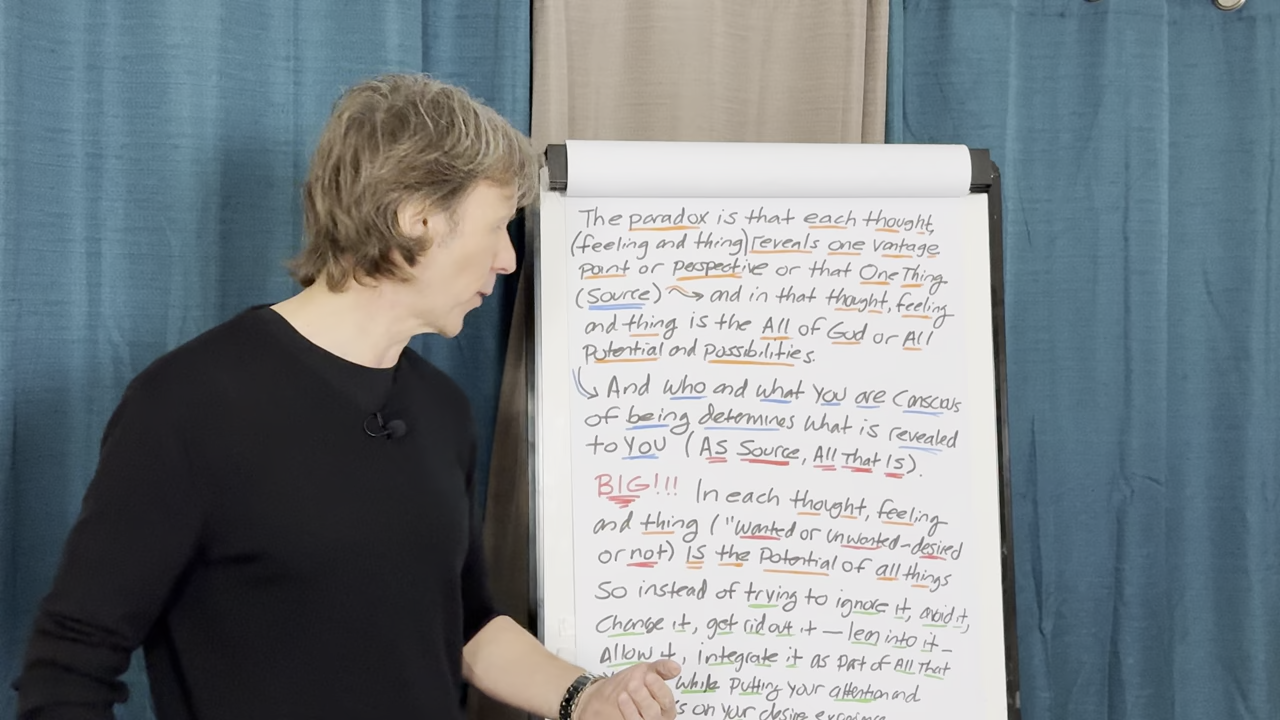 The paradox is that each thought,
(feeling and thing) reveals one vantage
point or perspective or that One Thing
(Source) → and in that thought, feeling
and thing is the All of God or All
Potential and Possibilities.
And who and what you are conscious
of being determines what is revealed
to you (As Source, All That Is).
BIG!!! In each thought, feeling
and thing ("wanted or unwanted - desired
or not) IS the Potential of all things
So instead of trying to ignore it, avoid it,
change it, get rid out it — lean into it -
Allow it, integrate it as part of All That
while putting your attention and
on your desire